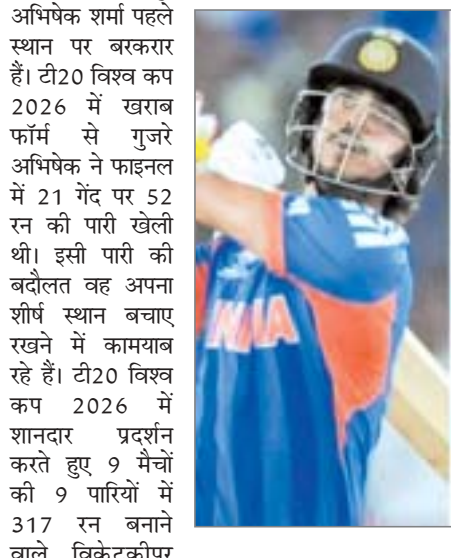 अभिषेक शर्मा पहले
स्थान पर बरकरार
हैं। टी20 विश्व कप
2026 में खराब
फॉर्म से गुजरे
अभिषेक ने फाइनल
में 21 गेंद पर 52
रन की पारी खेली
थी। इसी पारी की
बदौलत वह अपना
शीर्ष स्थान बचाए
रखने में कामयाब
रहे हैं। टी20 विश्व
कप 2026 में
शानदार प्रदर्शन
करते हुए 9 मैचों
की 9 पारियों में
317 रन बनाने
वाले विकेटकीपर